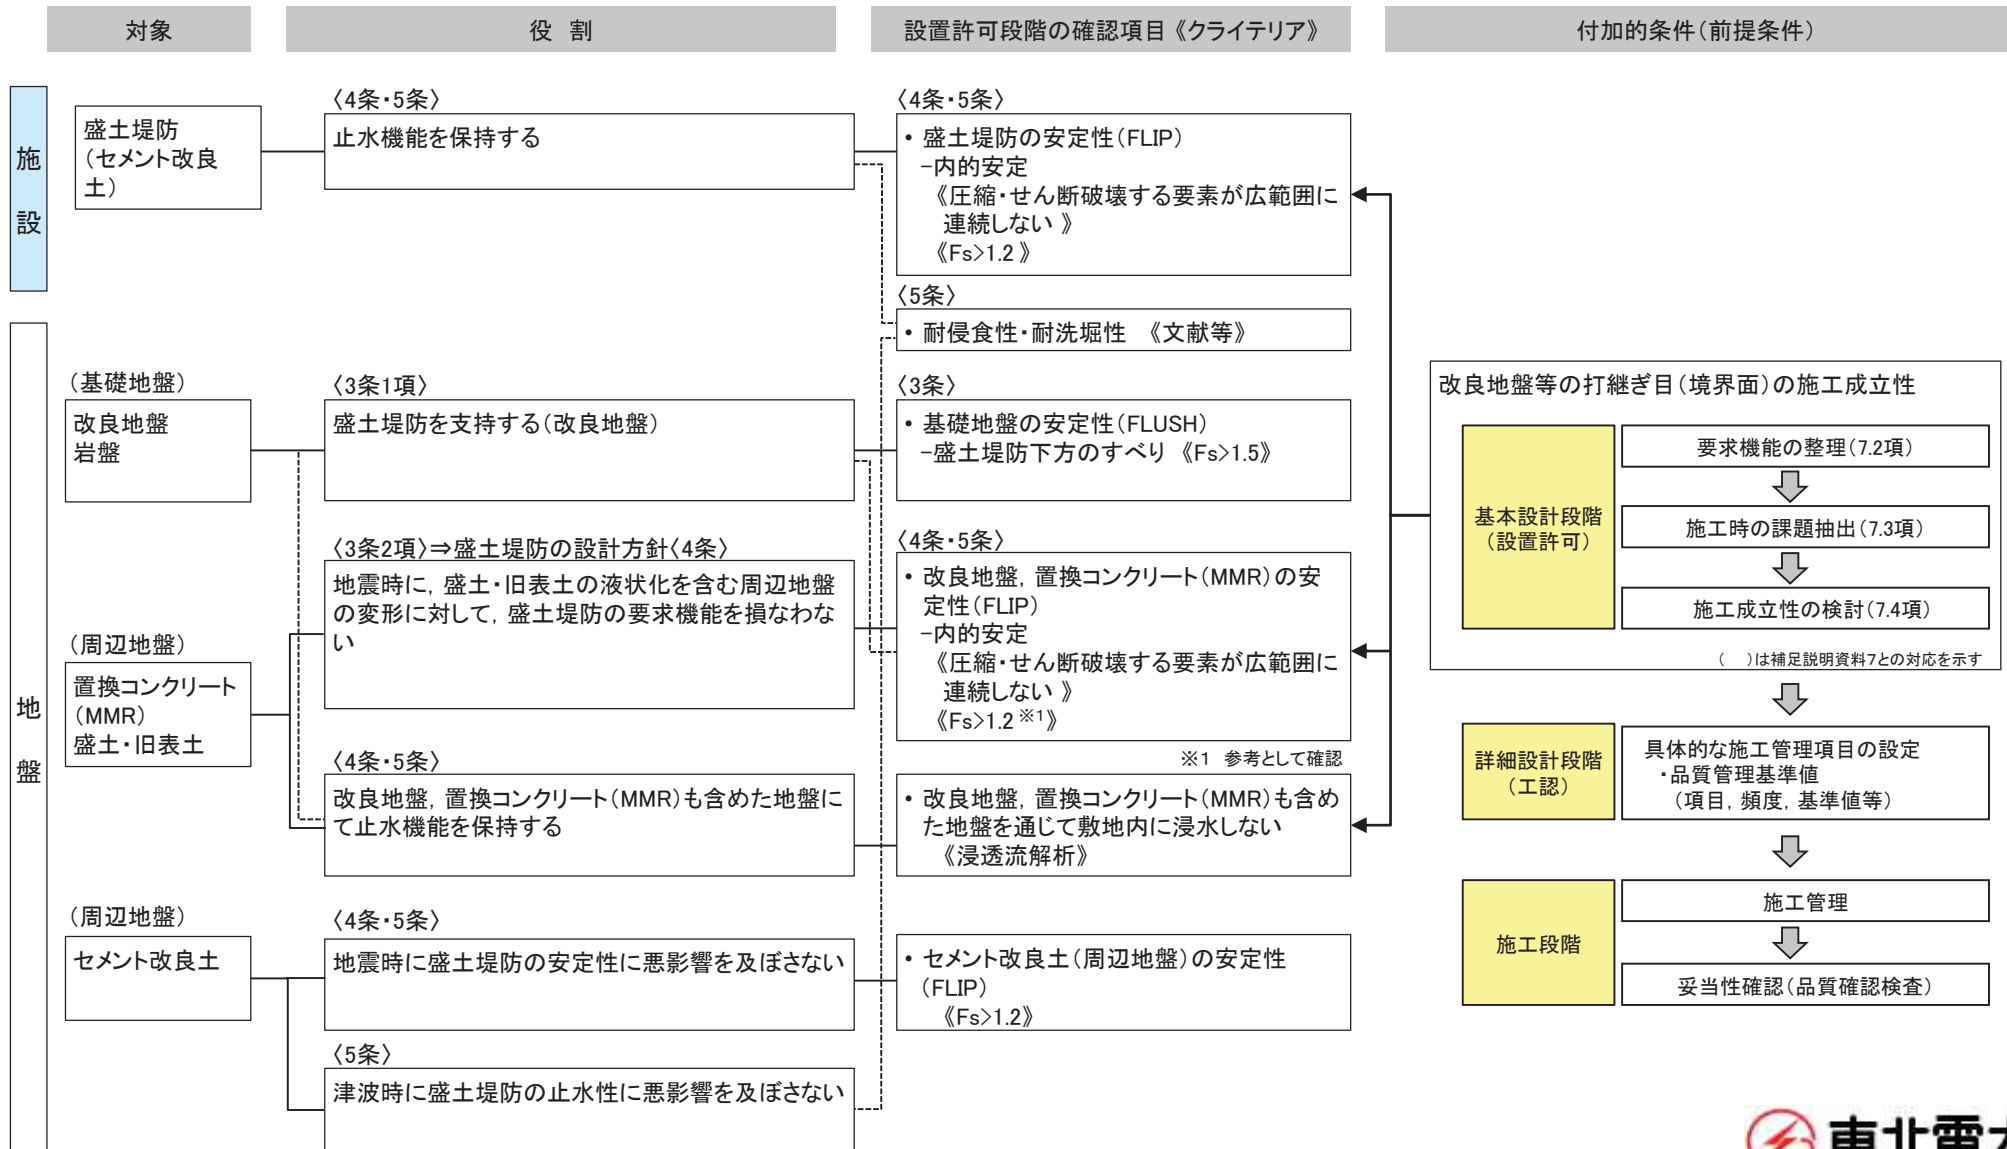 対象
役 割
設置許可段階の確認項目《クライテリア》
付加的条件(前提条件)
施設
盛土堤防
(セメント改良
土)
〈4条・5条〉
止水機能を保持する
〈4条・5条〉
・盛土堤防の安定性(FLIP)
-内的安定
《圧縮・せん断破壊する要素が広範囲に
連続しない 》
《Fs>1.2 》
〈5条〉
・耐侵食性・耐洗堀性 《文献等》
地盤
(基礎地盤)
改良地盤
岩盤
〈3条1項〉
盛土堤防を支持する(改良地盤)
〈3条〉
・基礎地盤の安定性(FLUSH)
-盛土堤防下方のすべり 《Fs>1.5》
〈3条2項〉⇒盛土堤防の設計方針〈4条〉
地震時に, 盛土・旧表土の液状化を含む周辺地盤
の変形に対して, 盛土堤防の要求機能を損なわな
い
〈4条・5条〉
・改良地盤, 置換コンクリート(MMR)の安
定性(FLIP)
-内的安定
《圧縮・せん断破壊する要素が広範囲に
連続しない 》
《Fs>1.2 ※1》
※1 参考として確認
(周辺地盤)
置換コンクリート
(MMR)
盛土・旧表土
〈4条・5条〉
改良地盤, 置換コンクリート(MMR)も含めた地盤に
て止水機能を保持する
・改良地盤, 置換コンクリート(MMR)も含め
た地盤を通じて敷地内に浸水しない
《浸透流解析》
(周辺地盤)
セメント改良土
〈4条・5条〉
地震時に盛土堤防の安定性に悪影響を及ぼさない
・セメント改良土(周辺地盤)の安定性
(FLIP)
《Fs>1.2》
〈5条〉
津波時に盛土堤防の止水性に悪影響を及ぼさない
改良地盤等の打継ぎ目(境界面)の施工成立性
基本設計段階
(設置許可)
要求機能の整理(7.2項)
施工時の課題抽出(7.3項)
施工成立性の検討(7.4項)
( )は補足説明資料7との対応を示す
詳細設計段階
(工認)
具体的な施工管理項目の設定
・品質管理基準値
(項目, 頻度, 基準値等)
施工段階
施工管理
妥当性確認(品質確認検査)
東北電